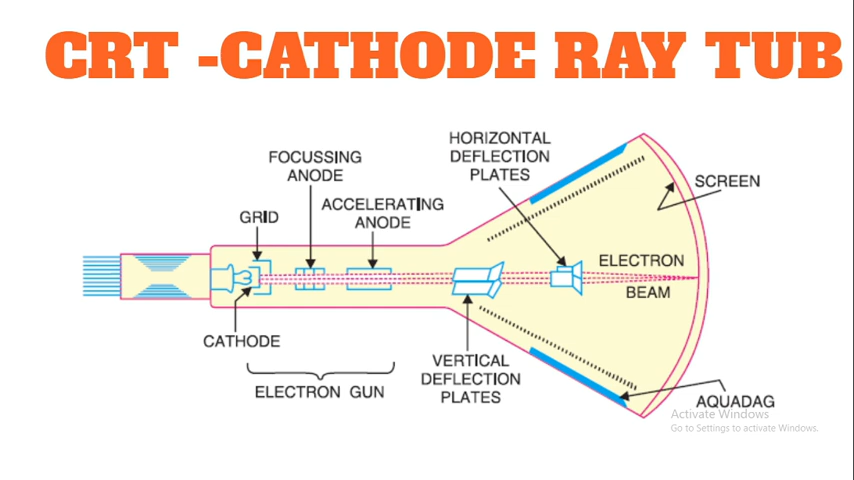 CRT -CATHODE RAY TUB
HORIZONTAL
DEFLECTION
PLATES
FOCUSSING
ANODE
SCREEN
ACCELERATING
ANODE
GRID
ELECTRON
BEAM
CATHODE
VERTICAL
DEFLECTION
PLATES
ELECTRON GUN
AQUADAG
Activate Windows
Go to Settings to activate Windows.